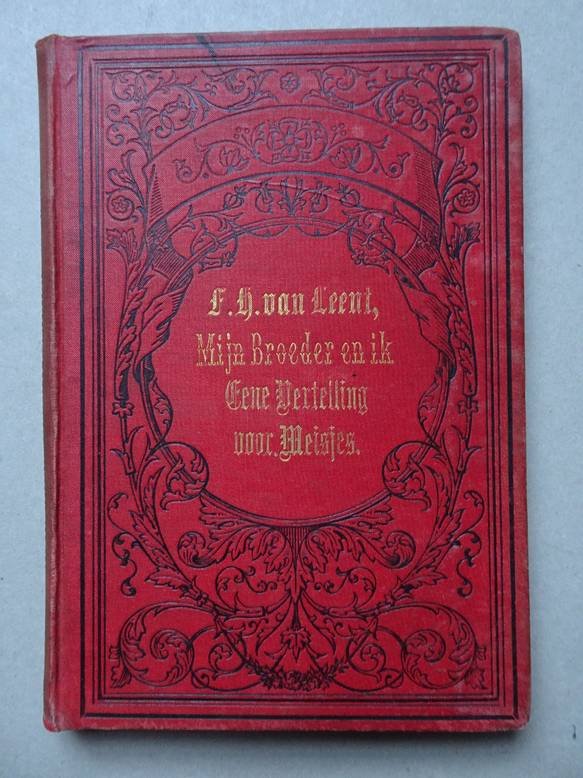 F. H. van Leent,
Mijn Broeder en ik
Eene Vertelling
voor Meisjes.